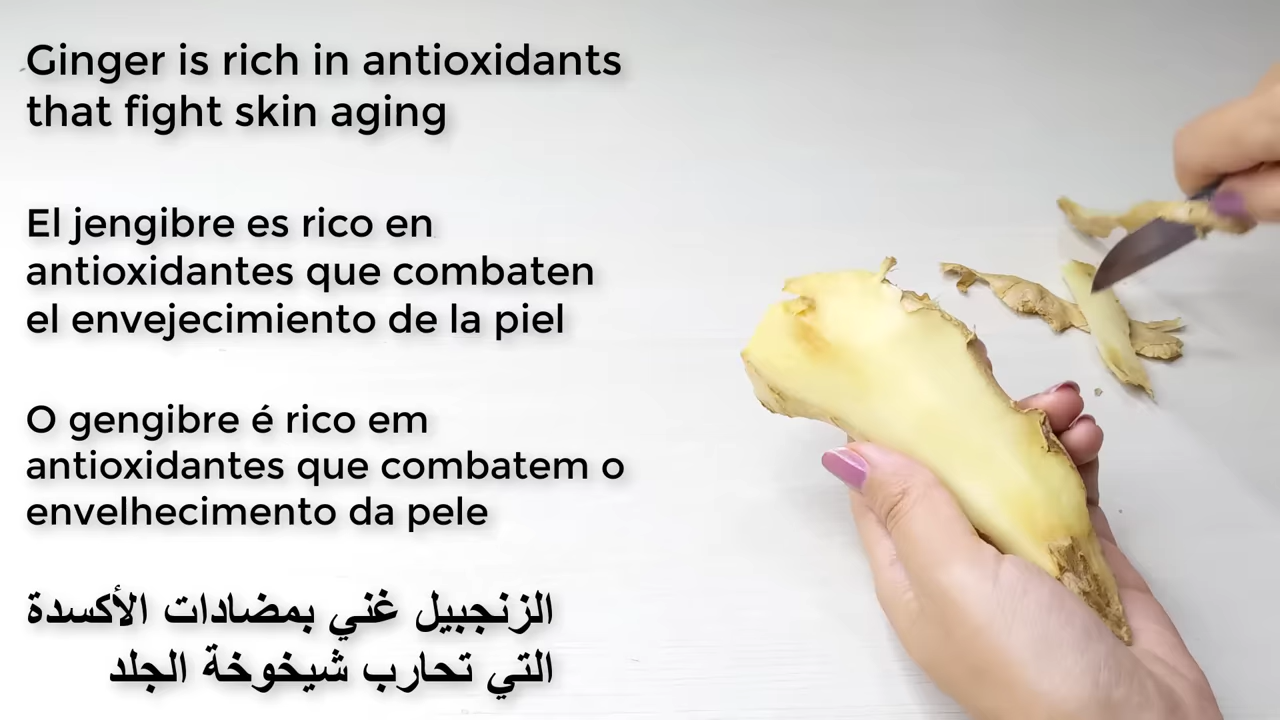 Ginger is rich in antioxidants
that fight skin aging
El jengibre es rico en
antioxidantes que combaten
el envejecimiento de la piel
O gengibre é rico em
antioxidantes que combatem o
envelhecimento da pele
الزنجبيل غني بمضادات الأكسدة
التي تحارب شيخوخة الجلد